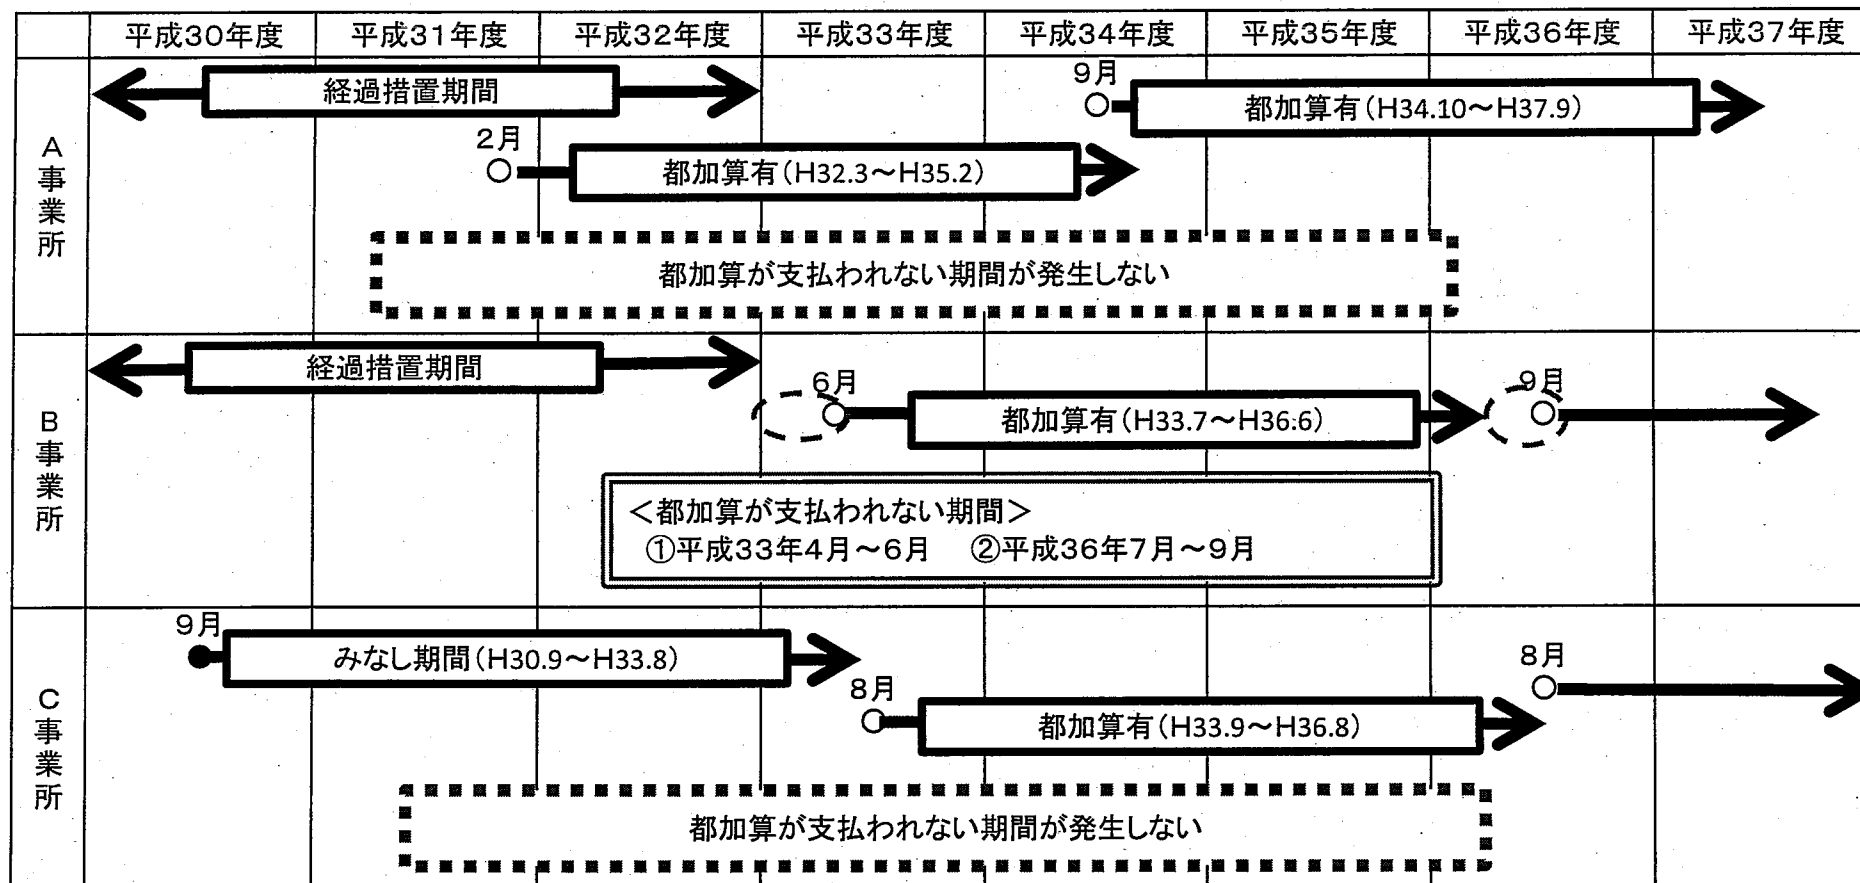 平成30年度 平成31年度 平成32年度 平成33年度 平成34年度 平成35年度 平成36年度 平成37年度
A事業所
経過措置期間
9月
都加算有(H34.10～H37.9)
2月
都加算有(H32.3～H35.2)
都加算が支払われない期間が発生しない
B事業所
経過措置期間
6月
都加算有(H33.7～H36.6)
9月
＜都加算が支払われない期間＞
①平成33年4月～6月 ②平成36年7月～9月
C事業所
9月
みなし期間(H30.9～H33.8)
8月
都加算有(H33.9～H36.8)
8月
都加算が支払われない期間が発生しない